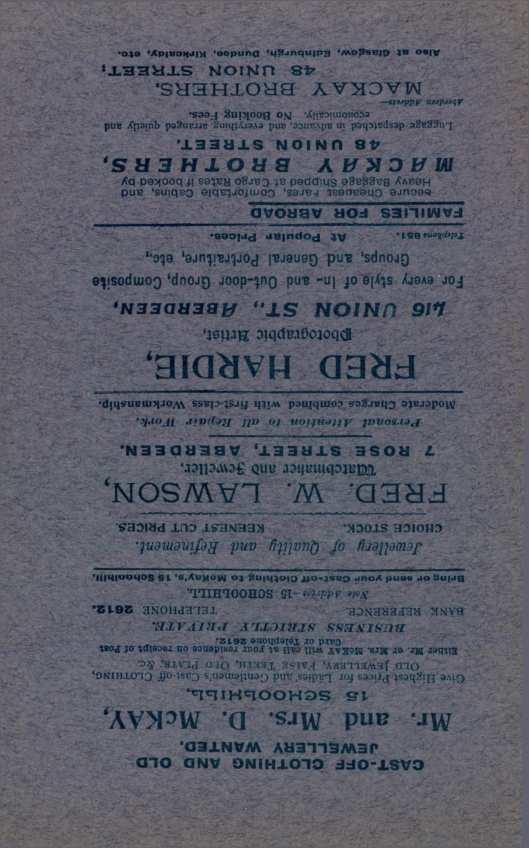 CAST-OFF CLOTHING AND OLD
JEWELLERY WANTED.
Mr. and Mrs. D. McKAY,
15 SCHOOLHILL,
Give Highest Prices for Ladies' and Gentlemen's Cast-off CLOTHING,
OLD JEWELLERY, FALSE TEETH, OLD PLATE, &c
Either Mr. or Mrs. McKAY will call at your residence on receipt of Post
Card or Telephone 2612.
BUSINESS STRICTLY PRIVATE.
BANK REFERENCE. TELEPHONE 2612.
Note Address—15 SCHOOLHILL
Bring or send your Cast-off Clothing to McKay's, 15 Schoolhill.
Jewellery of Quality and Refinement.
CHOICE STOCK. KEENEST CUT PRICES.
FRED. W. LAWSON,
Watchmaker and Jeweller,
7 ROSE STREET, ABERDEEN.
Personal Attention to all Repair Work.
Moderate Charges combined with first-class Workmanship.
FRED HARDIE,
Photographic Artist,
416 UNION ST., ABERDEEN,
For every style of In- and Out-door Group, Composite
Groups, and General Portraiture, etc.,
Telephone 851. At Popular Prices.
FAMILIES FOR ABROAD
secure Cheapest Fares, Comfortable Cabins, and
Heavy Baggage Shipped at Cargo Rates if booked by
MACKAY BROTHERS,
48 UNION STREET.
Luggage despatched in advance, and everything arranged quietly and
economically. No Booking Fees.
Aberdeen Address—
MACKAY BROTHERS,
48 UNION STREET;
Also at Glasgow, Edinburgh, Dundee, Kirkcaldy, etc.